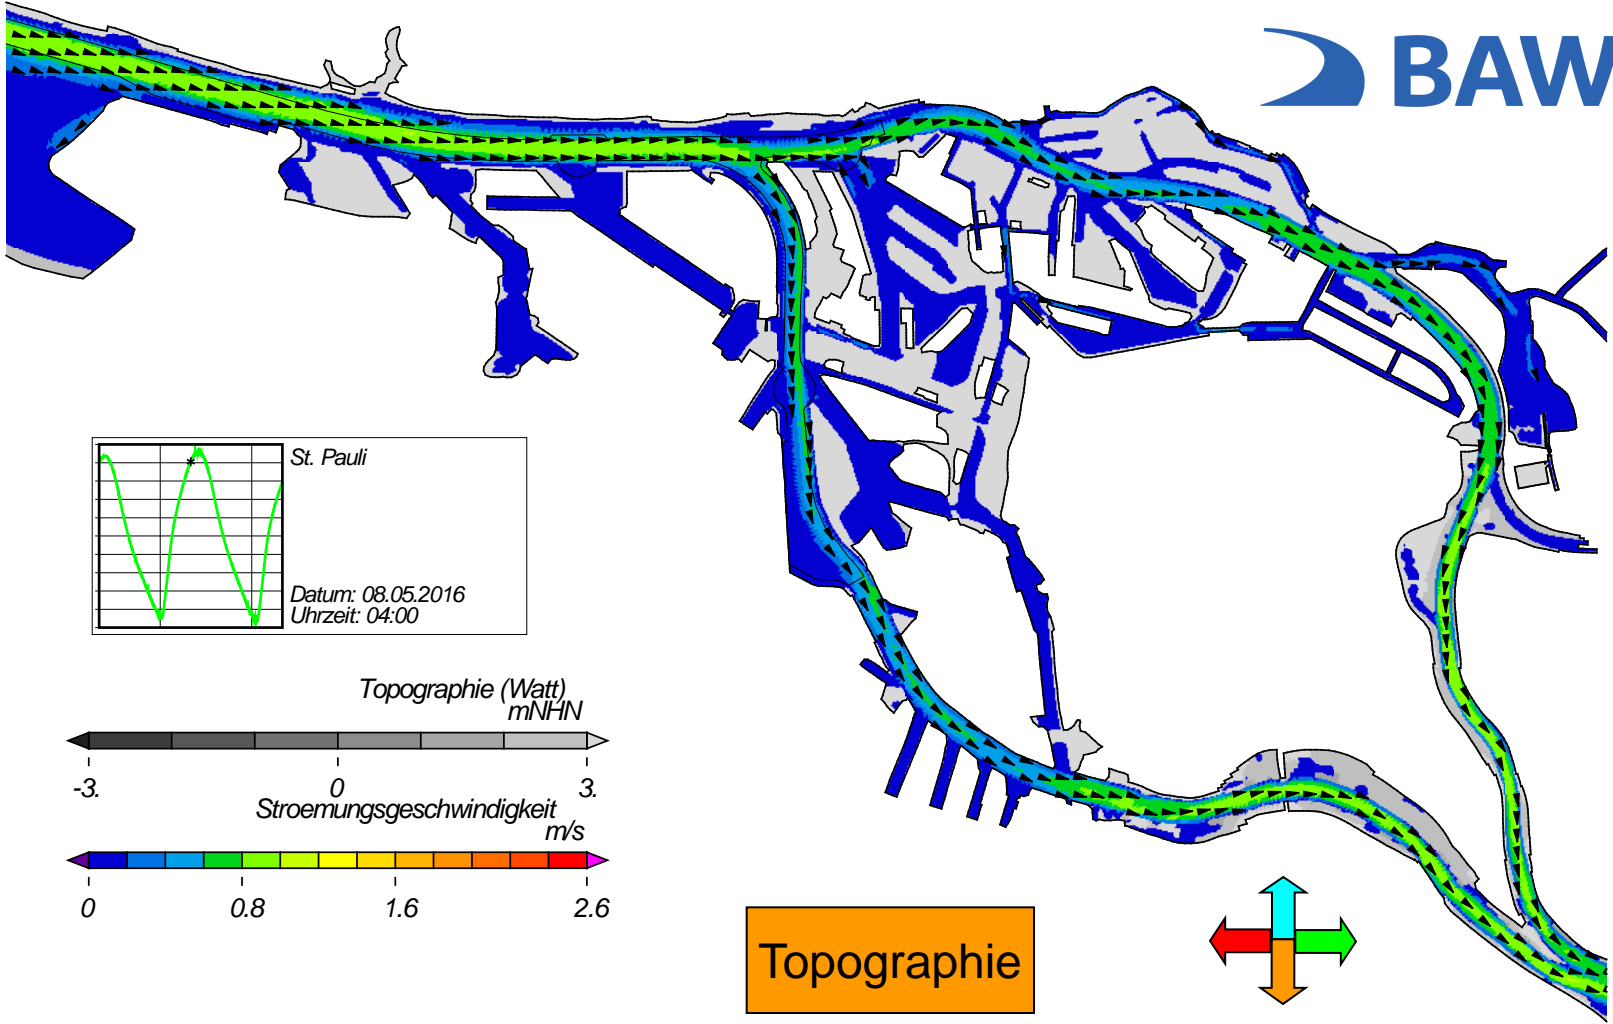 BAW
St. Pauli
Datum: 08.05.2016
Uhrzeit: 04:00
Topographie (Watt)
mNHN
-3. 0 3.
Stroemungsgeschwindigkeit
m/s
0 0.8 1.6 2.6
Topographie